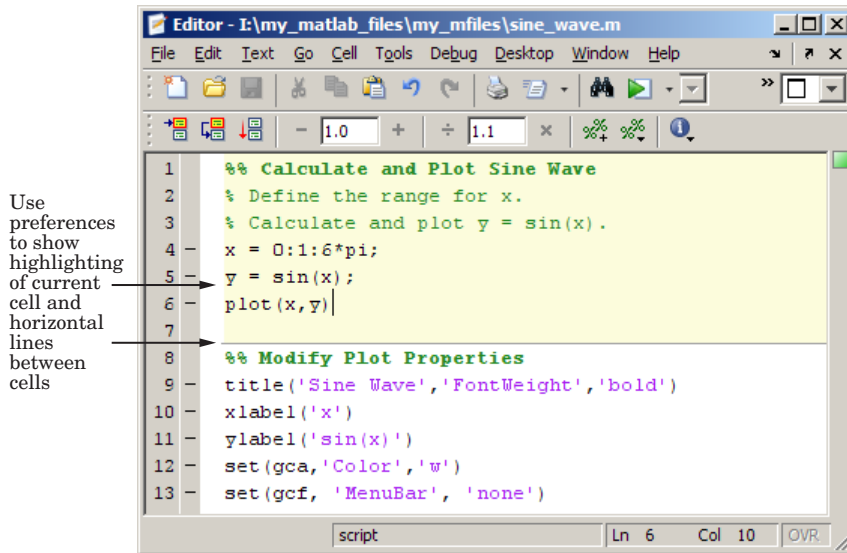 Editor - I:\my_matlab_files\my_mfiles\sine_wave.m
File Edit Text Go Cell Tools Debug Desktop Window Help
1.0
1.1
1 %% Calculate and Plot Sine Wave
2 % Define the range for x.
3 % Calculate and plot y = sin(x).
4 - x = 0:1:6*pi;
5 - y = sin(x);
6 - plot(x,y)
7
8 %% Modify Plot Properties
9 - title('Sine Wave','FontWeight','bold')
10 - xlabel('x')
11 - ylabel('sin(x)')
12 - set(gca,'Color','w')
13 - set(gcf, 'MenuBar', 'none')
script Ln 6 Col 10 OVR
Use
preferences
to show
highlighting
of current
cell and
horizontal
lines
between
cells